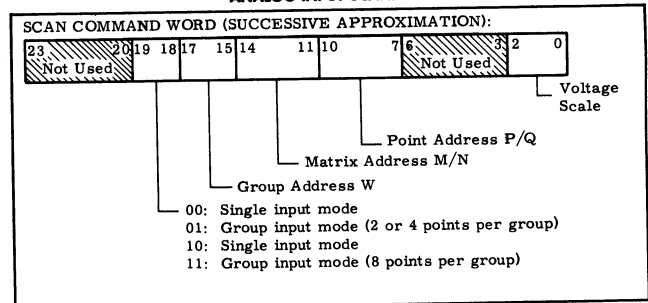 SCAN COMMAND WORD (SUCCESSIVE APPROXIMATION):
23 20 19 18 17 15 14 11 10 7 6 3 2 0
Not Used Not Used
Voltage
Scale
Point Address P/Q
Matrix Address M/N
Group Address W
00: Single input mode
01: Group input mode (2 or 4 points per group)
10: Single input mode
11: Group input mode (8 points per group)